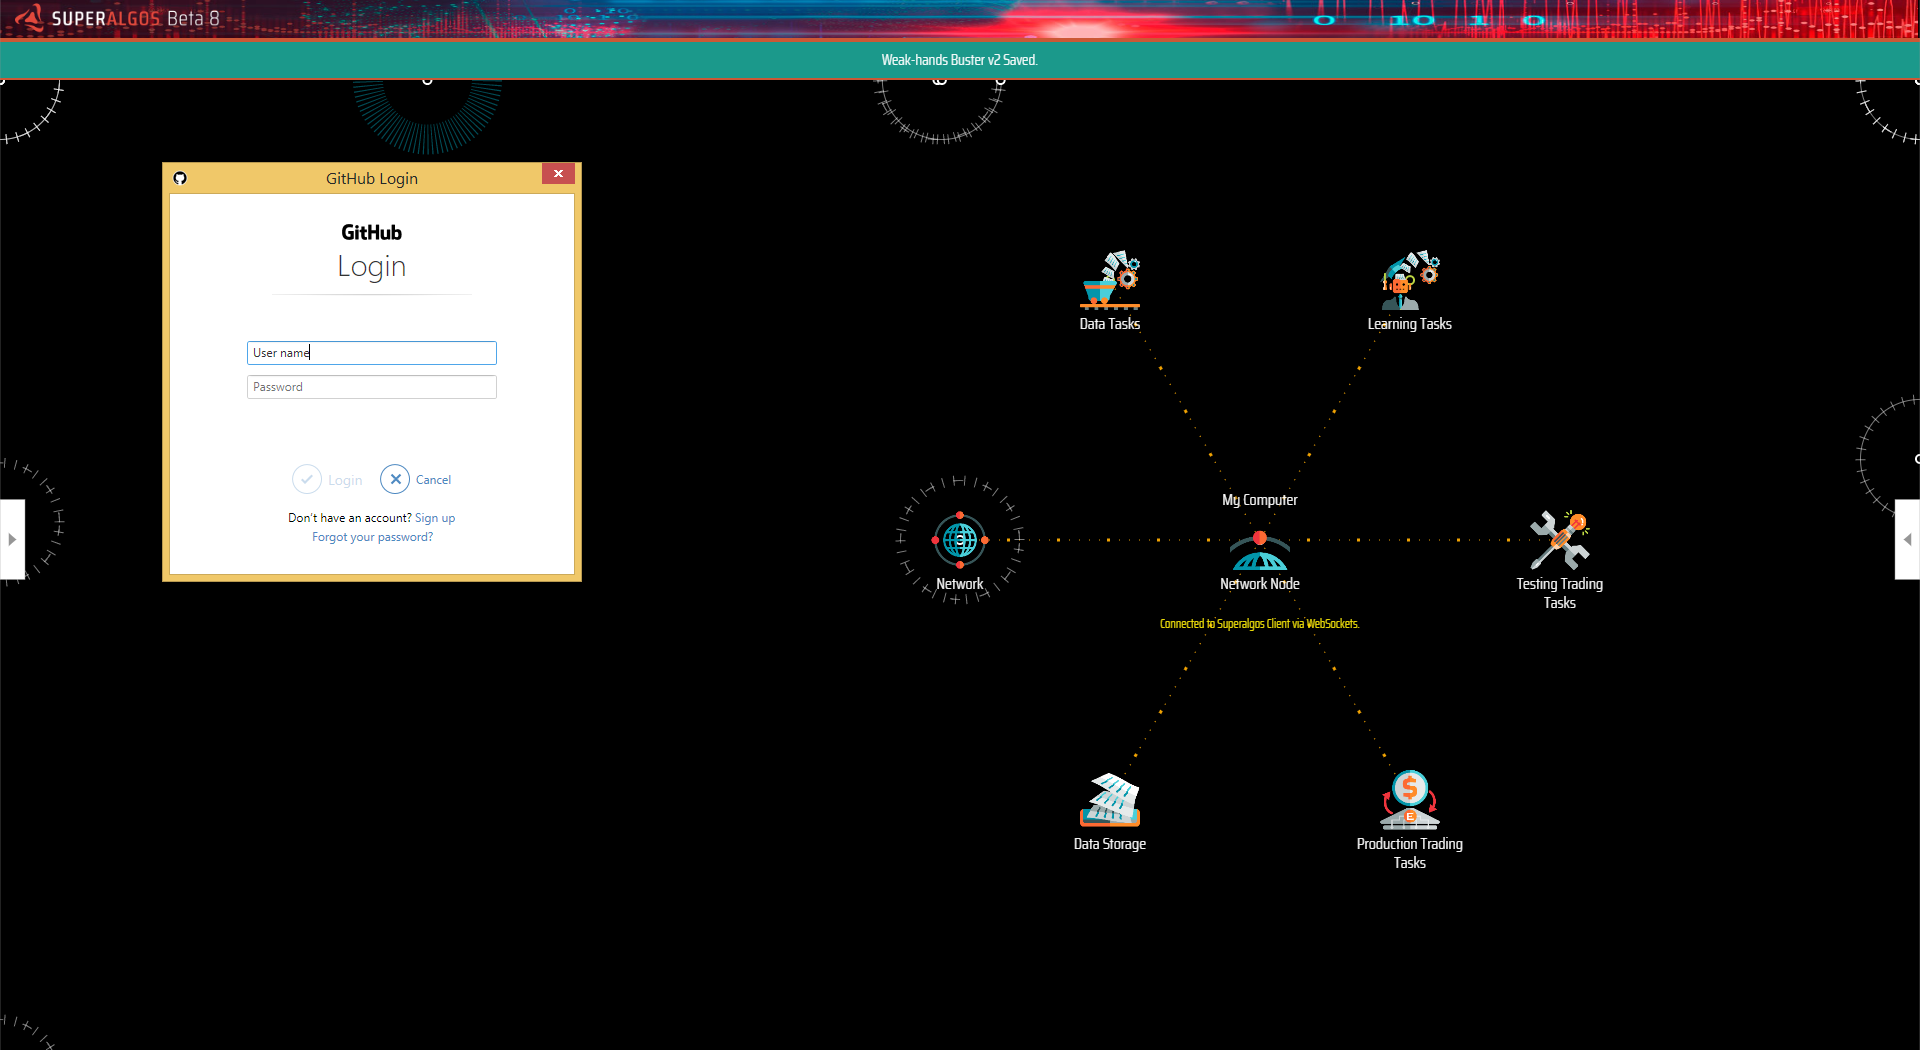 SUPERALGOS Beta 8
Weak-hands Buster v2 Saved.
GitHub Login
GitHub
Login
User name
Password
Login
Cancel
Don't have an account? Sign up
Forgot your password?
Data Tasks
Learning Tasks
My Computer
Network
Network Node
Testing Trading
Tasks
Connected to Superalgos Client via WebSockets.
Data Storage
Production Trading
Tasks